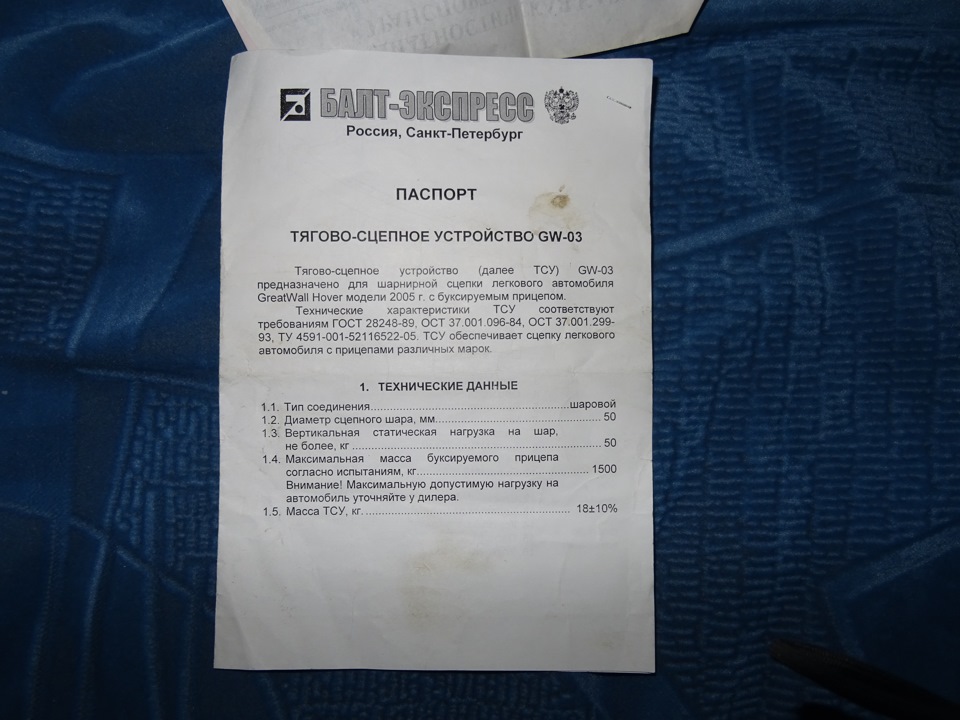 БАЛТ-ЭКСПРЕСС
Россия, Санкт-Петербург
ПАСПОРТ
ТЯГОВО-СЦЕПНОЕ УСТРОЙСТВО GW-03
Тягово-сцепное устройство (далее ТСУ) GW-03
предназначено для шарнирной сцепки легкового автомобиля
GreatWall Hover модели 2005 г. с буксируемым прицепом.
Технические характеристики ТСУ соответствуют
требованиям ГОСТ 28248-89, ОСТ 37.001.096-84, ОСТ 37.001.299-
93, ТУ 4591-001-52116522-05. ТСУ обеспечивает сцепку легкового
автомобиля с прицепами различных марок.
1. ТЕХНИЧЕСКИЕ ДАННЫЕ
1.1. Тип соединения............................................................шаровой
1.2. Диаметр сцепного шара, мм.................................................. 50
1.3. Вертикальная статическая нагрузка на шар,
не более, кг ........................................................................... 50
1.4. Максимальная масса буксируемого прицепа
согласно испытаниям, кг.................................................... 1500
Внимание! Максимальную допустимую нагрузку на
автомобиль уточняйте у дилера.
1.5. Масса ТСУ, кг. ............................................................. 18±10%